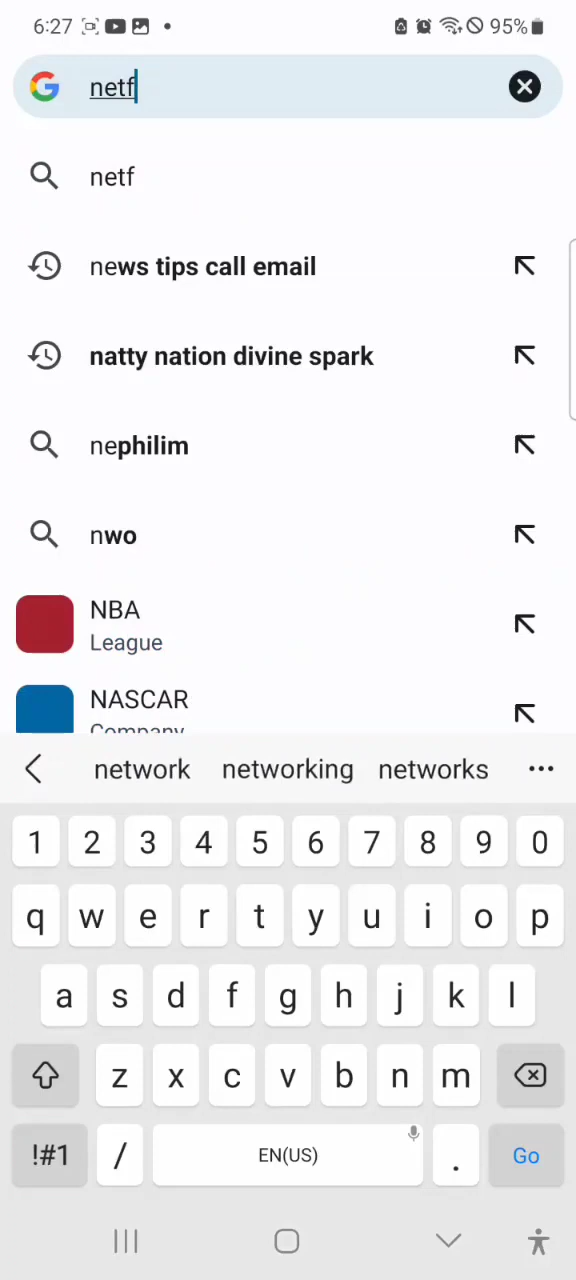 6:27 95%
netf
netf
news tips call email
natty nation divine spark
nephilim
nwo
NBA
League
NASCAR
Company
network networking networks
1 2 3 4 5 6 7 8 9 0
q w e r t y u i o p
a s d f g h j k l
z x c v b n m
!#1 / EN(US) . Go